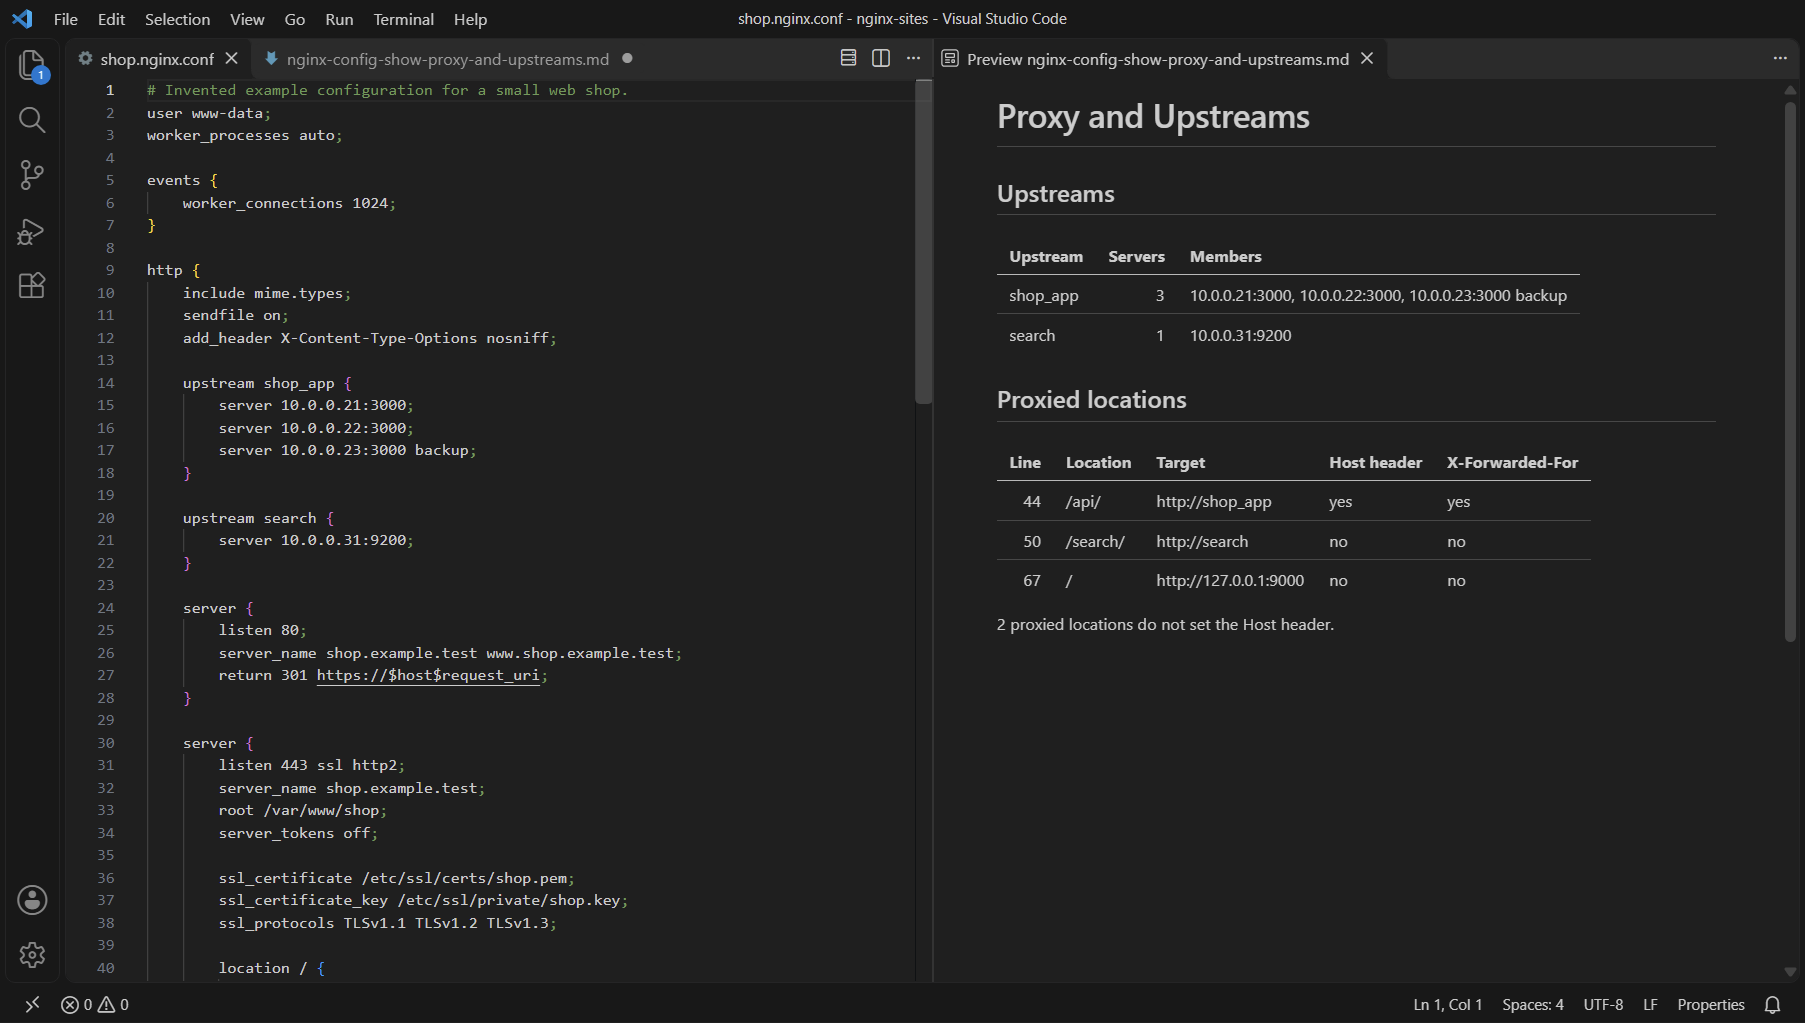 File Edit Selection View Go Run Terminal Help
shop.nginx.conf - nginx-sites - Visual Studio Code
shop.nginx.conf
nginx-config-show-proxy-and-upstreams.md
Preview nginx-config-show-proxy-and-upstreams.md
1
1 # Invented example configuration for a small web shop.
2 user www-data;
3 worker_processes auto;
4
5 events {
6 worker_connections 1024;
7 }
8
9 http {
10 include mime.types;
11 sendfile on;
12 add_header X-Content-Type-Options nosniff;
13
14 upstream shop_app {
15 server 10.0.0.21:3000;
16 server 10.0.0.22:3000;
17 server 10.0.0.23:3000 backup;
18 }
19
20 upstream search {
21 server 10.0.0.31:9200;
22 }
23
24 server {
25 listen 80;
26 server_name shop.example.test www.shop.example.test;
27 return 301 https://$host$request_uri;
28 }
29
30 server {
31 listen 443 ssl http2;
32 server_name shop.example.test;
33 root /var/www/shop;
34 server_tokens off;
35
36 ssl_certificate /etc/ssl/certs/shop.pem;
37 ssl_certificate_key /etc/ssl/private/shop.key;
38 ssl_protocols TLSv1.1 TLSv1.2 TLSv1.3;
39
40 location / {
Proxy and Upstreams
Upstreams
Upstream Servers Members
shop_app 3 10.0.0.21:3000, 10.0.0.22:3000, 10.0.0.23:3000 backup
search 1 10.0.0.31:9200
Proxied locations
Line Location Target Host header X-Forwarded-For
44 /api/ http://shop_app yes yes
50 /search/ http://search no no
67 / http://127.0.0.1:9000 no no
2 proxied locations do not set the Host header.
0 0
Ln 1, Col 1 Spaces: 4 UTF-8 LF Properties